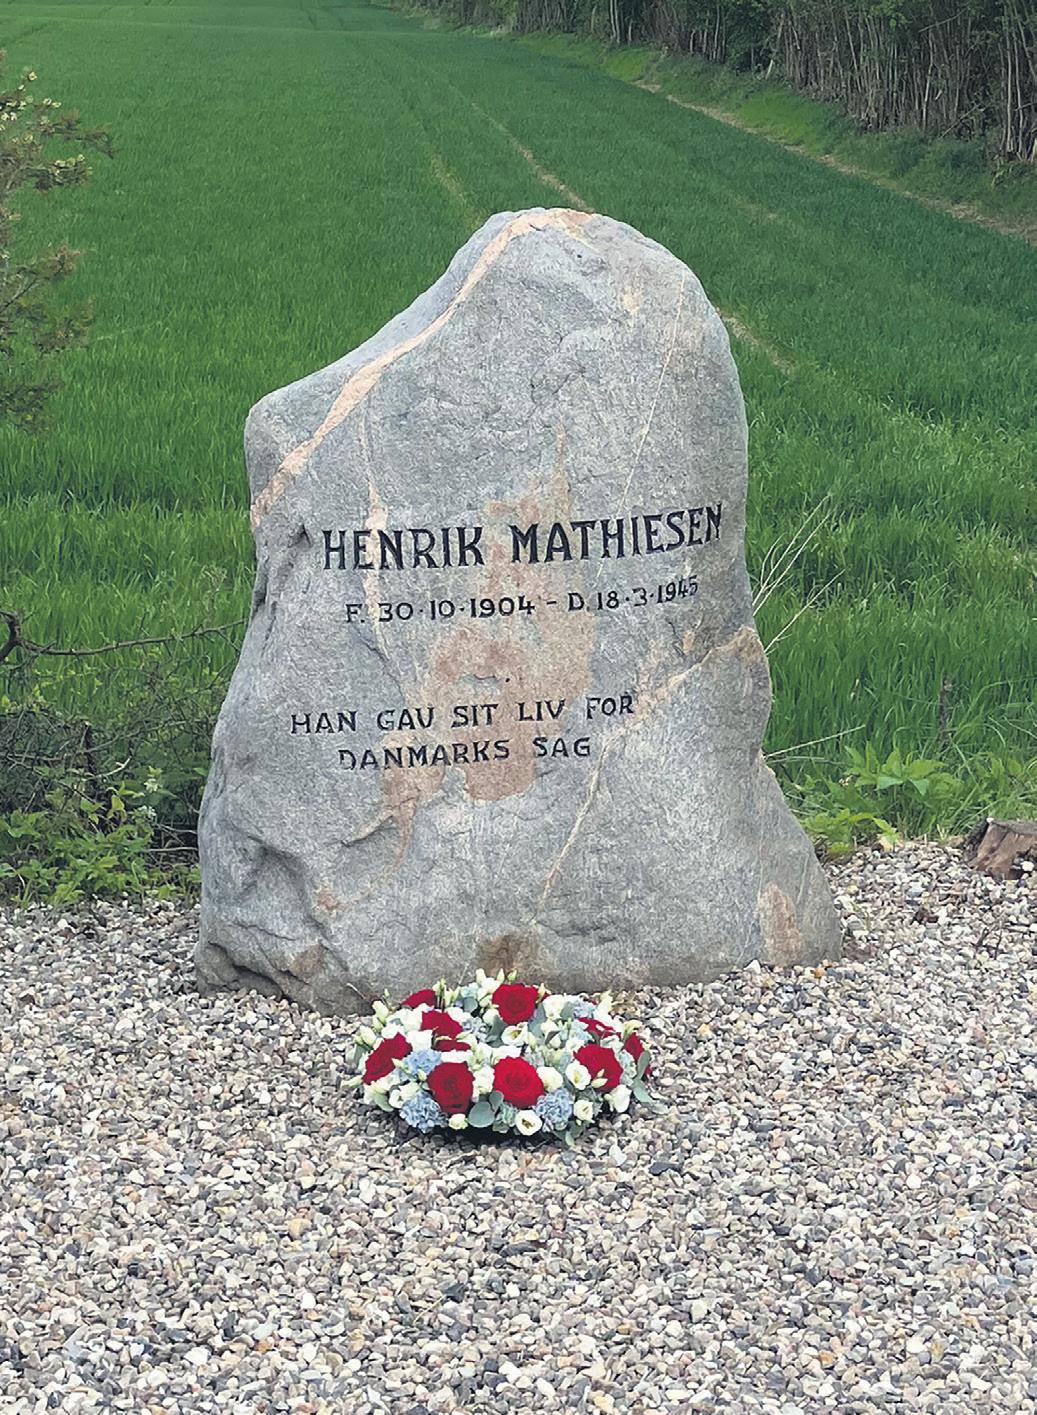 HENRIK MATHIESEN
F. 30·10·1904 - D. 18·3·1945
HAN GAV SIT LIV FOR
DANMARKS SAG